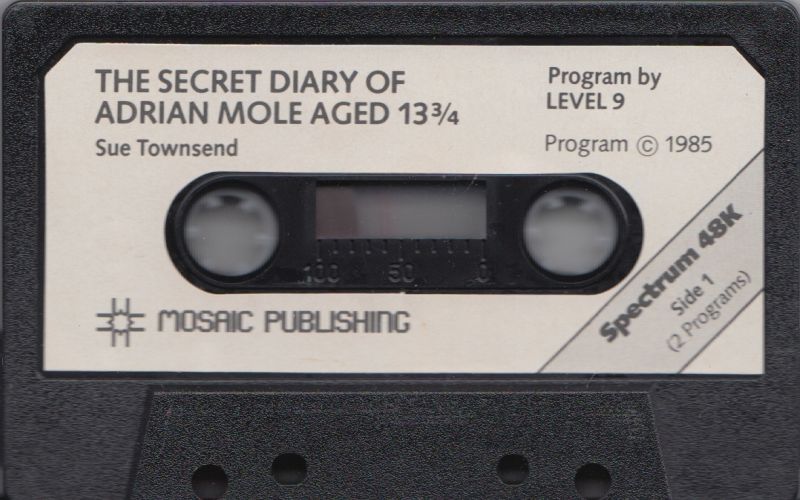 THE SECRET DIARY OF
ADRIAN MOLE AGED 13¾
Sue Townsend
Program by
LEVEL 9
Program © 1985
100 50 0
MOSAIC PUBLISHING
Spectrum 48K
Side 1
(2 Programs)